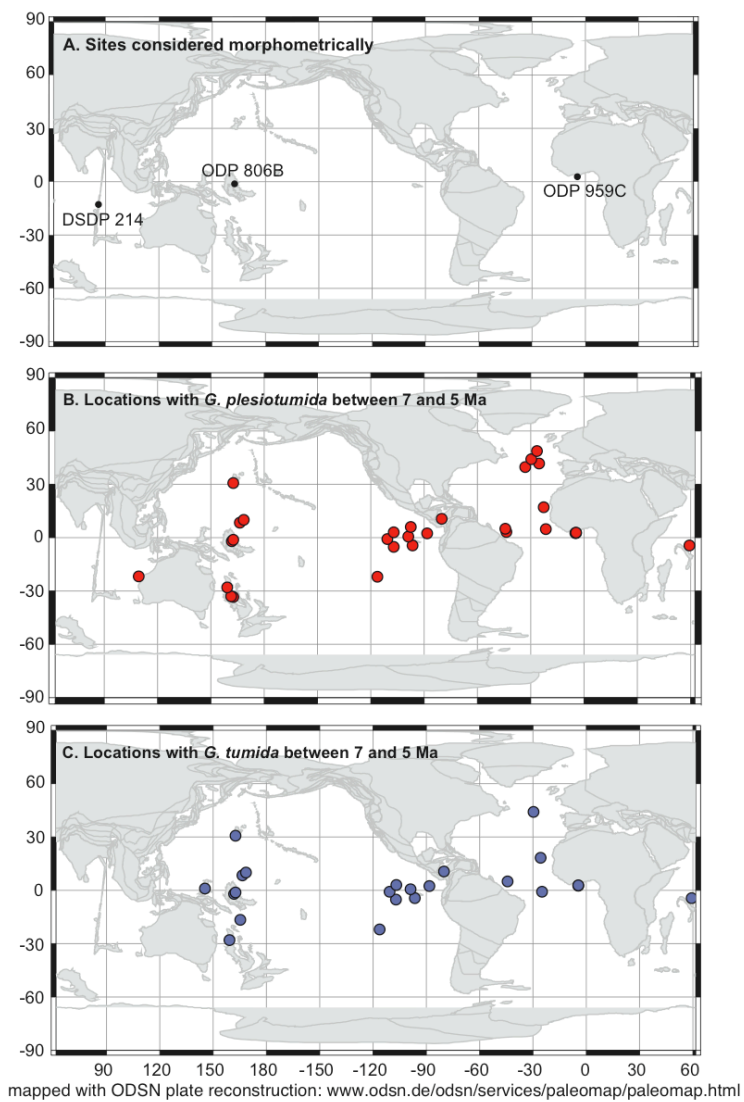 90
A. Sites considered morphometrically
60
30
ODP 806B
0
ODP 959C
DSDP 214
-30
-60
-90
90
B. Locations with G. plesiotumida between 7 and 5 Ma
60
30
0
-30
-60
-90
90
C. Locations with G. tumida between 7 and 5 Ma
60
30
0
-30
-60
-90
90 120 150 180 -150 -120 -90 -60 -30 0 30 60
mapped with ODSN plate reconstruction: www.odsn.de/odsn/services/paleomap/paleomap.html